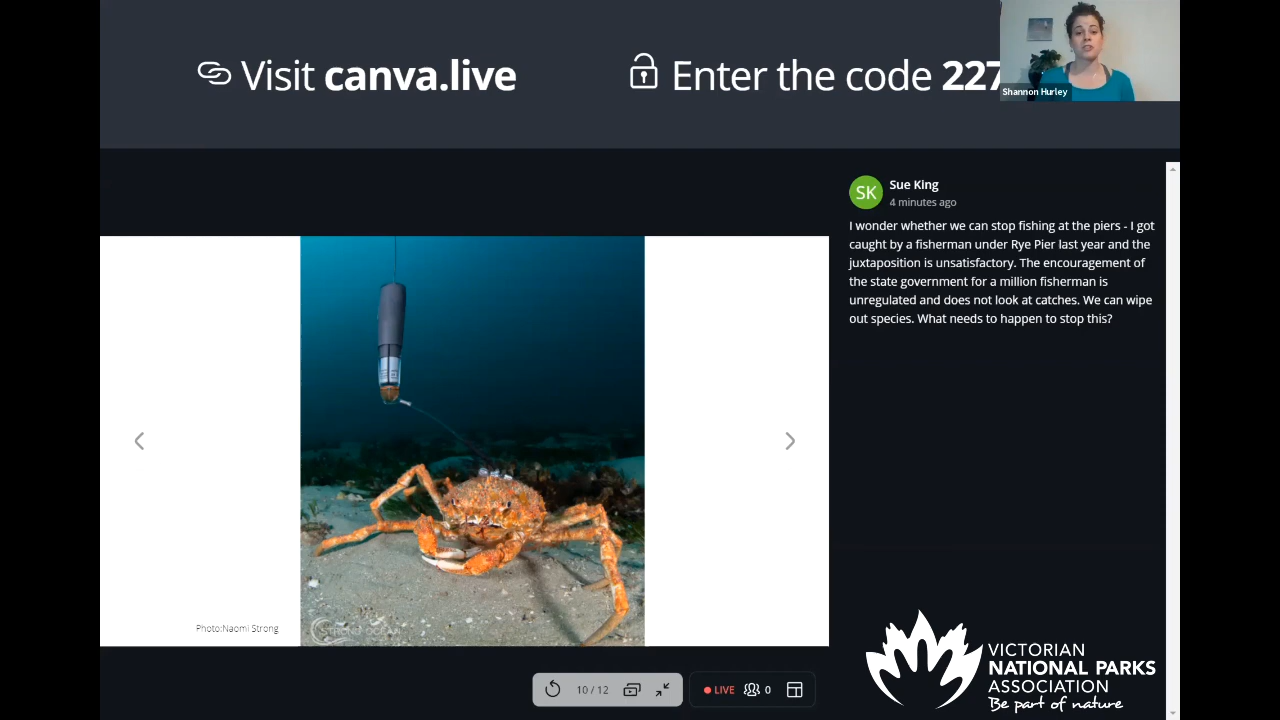 Visit canva.live
Enter the code 227
Shannon Hurley
SK
Sue King
4 minutes ago
I wonder whether we can stop fishing at the piers - I got
caught by a fisherman under Rye Pier last year and the
juxtaposition is unsatisfactory. The encouragement of
the state government for a million fisherman is
unregulated and does not look at catches. We can wipe
out species. What needs to happen to stop this?
Photo:Naomi Strong
STRONG OCEAN
10 / 12
LIVE
0
VICTORIAN
NATIONAL PARKS
ASSOCIATION
Be part of nature